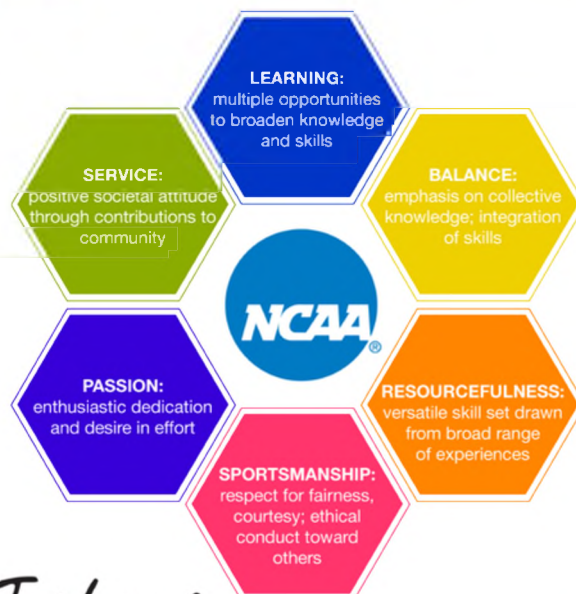 LEARNING:
multiple opportunities
to broaden knowledge
and skills
SERVICE:
positive societal attitude
through contributions to
community
BALANCE:
emphasis on collective
knowledge; integration
of skills
NCAA®
PASSION:
enthusiastic dedication
and desire in effort
RESOURCEFULNESS:
versatile skill set drawn
from broad range
of experiences
SPORTSMANSHIP:
respect for fairness,
courtesy; ethical
conduct toward
others